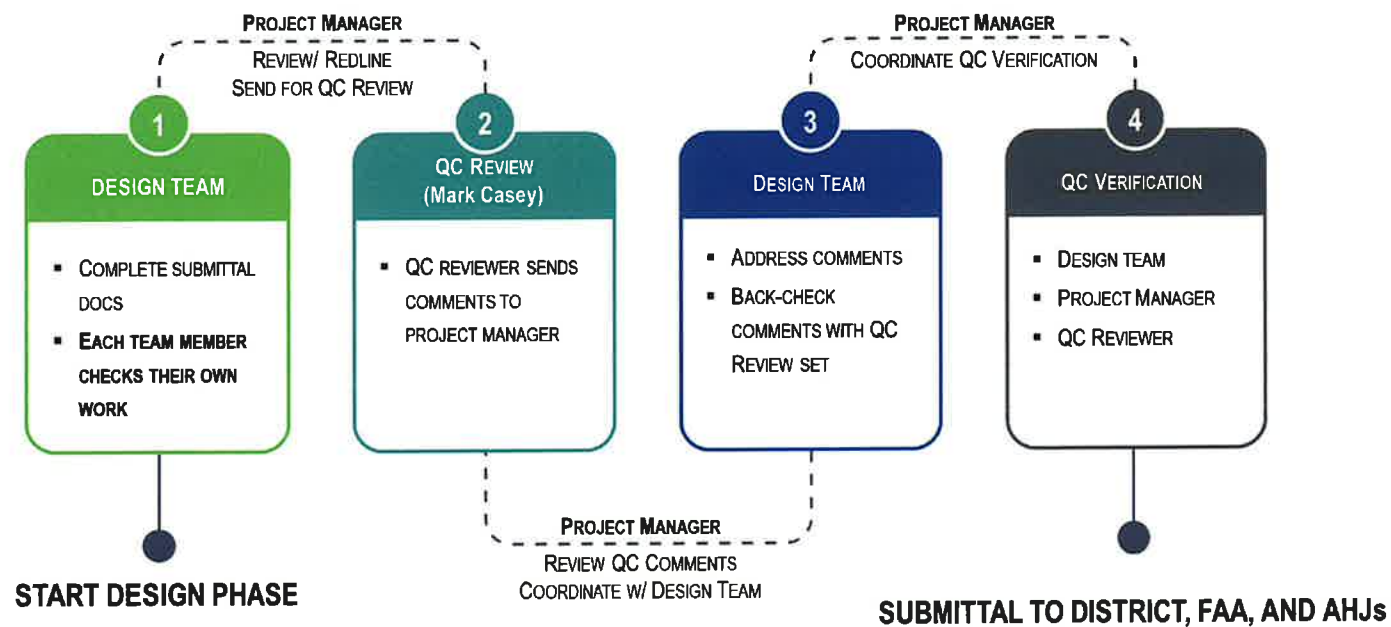 PROJECT MANAGER
REVIEW/ REDLINE
SEND FOR QC REVIEW
PROJECT MANAGER
COORDINATE QC VERIFICATION
1
DESIGN TEAM
▪ COMPLETE SUBMITTAL
DOCS
▪ EACH TEAM MEMBER
CHECKS THEIR OWN
WORK
2
QC REVIEW
(Mark Casey)
▪ QC REVIEWER SENDS
COMMENTS TO
PROJECT MANAGER
3
DESIGN TEAM
▪ ADDRESS COMMENTS
▪ BACK-CHECK
COMMENTS WITH QC
REVIEW SET
4
QC VERIFICATION
▪ DESIGN TEAM
▪ PROJECT MANAGER
▪ QC REVIEWER
PROJECT MANAGER
REVIEW QC COMMENTS
COORDINATE W/ DESIGN TEAM
START DESIGN PHASE
SUBMITTAL TO DISTRICT, FAA, AND AHJs